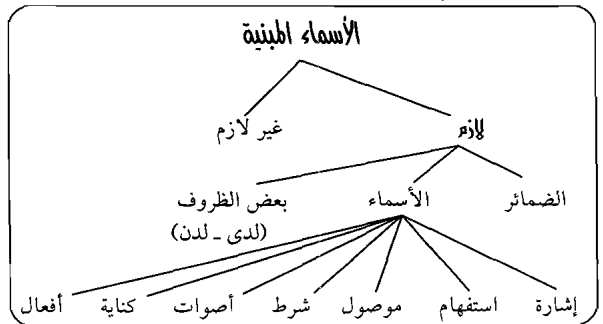 الأسماء المبنية
لازم غير لازم
الضمائر الأسماء بعض الظروف
(لدى ـ لدن)
إشارة استفهام موصول شرط أصوات كناية أفعال